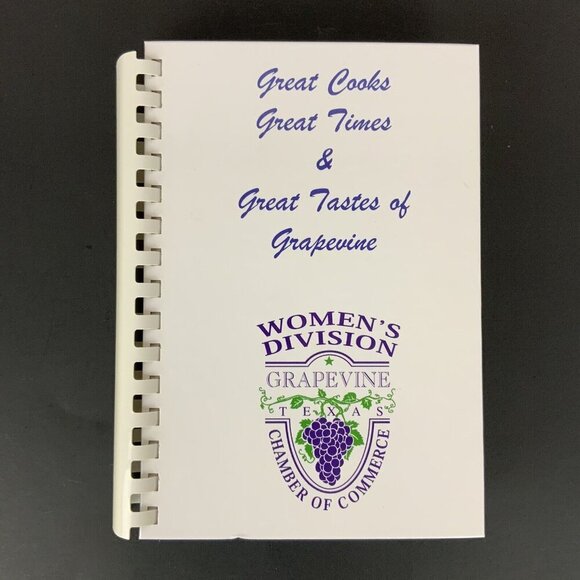 Great Cooks
Great Times
&
Great Tastes of
Grapevine
WOMEN'S
DIVISION
GRAPEVINE
TEXAS
CHAMBER OF COMMERCE